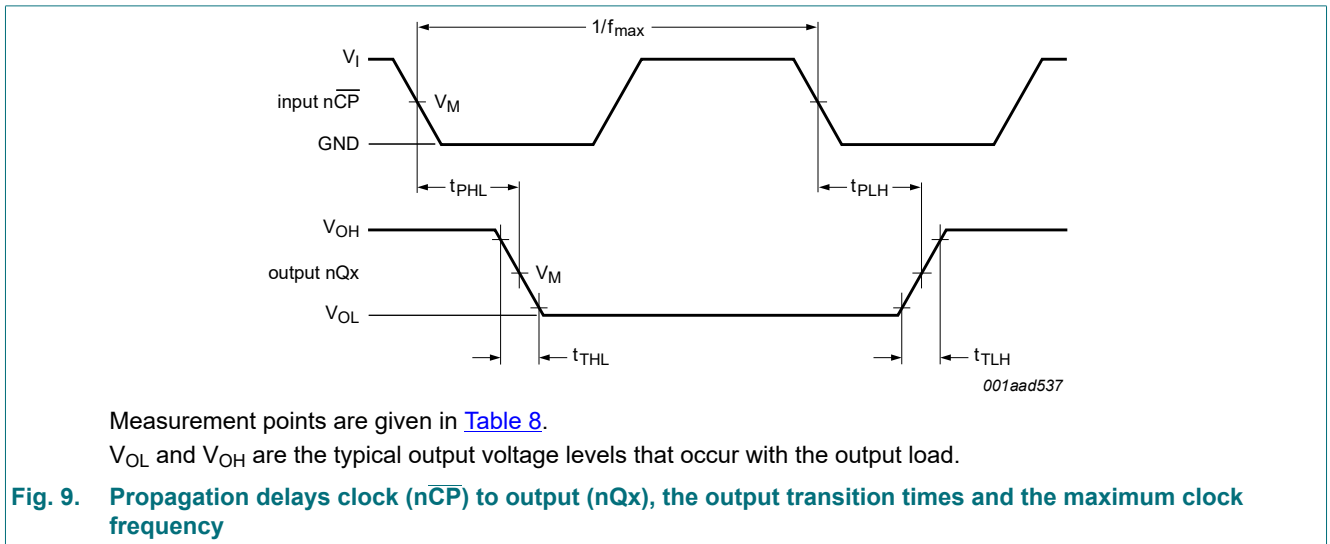 1/fmax
VI
input nCP
VM
GND
tPHL
tPLH
VOH
output nQx
VM
VOL
tTHL
tTLH
001aad537
Measurement points are given in Table 8.
VOL and VOH are the typical output voltage levels that occur with the output load.
Fig. 9. Propagation delays clock (nC̅P̅) to output (nQx), the output transition times and the maximum clock
frequency